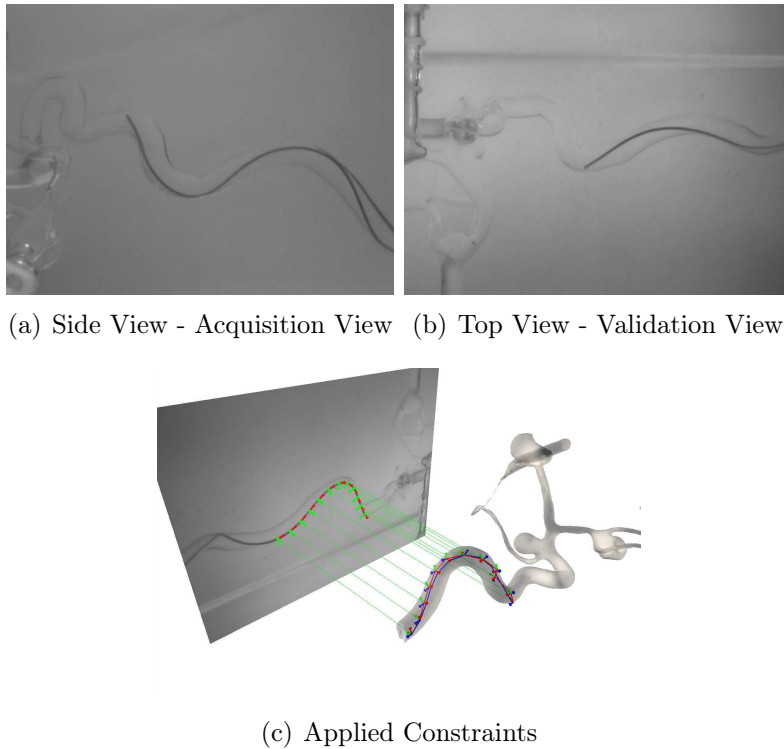 (a) Side View - Acquisition View (b) Top View - Validation View
(c) Applied Constraints